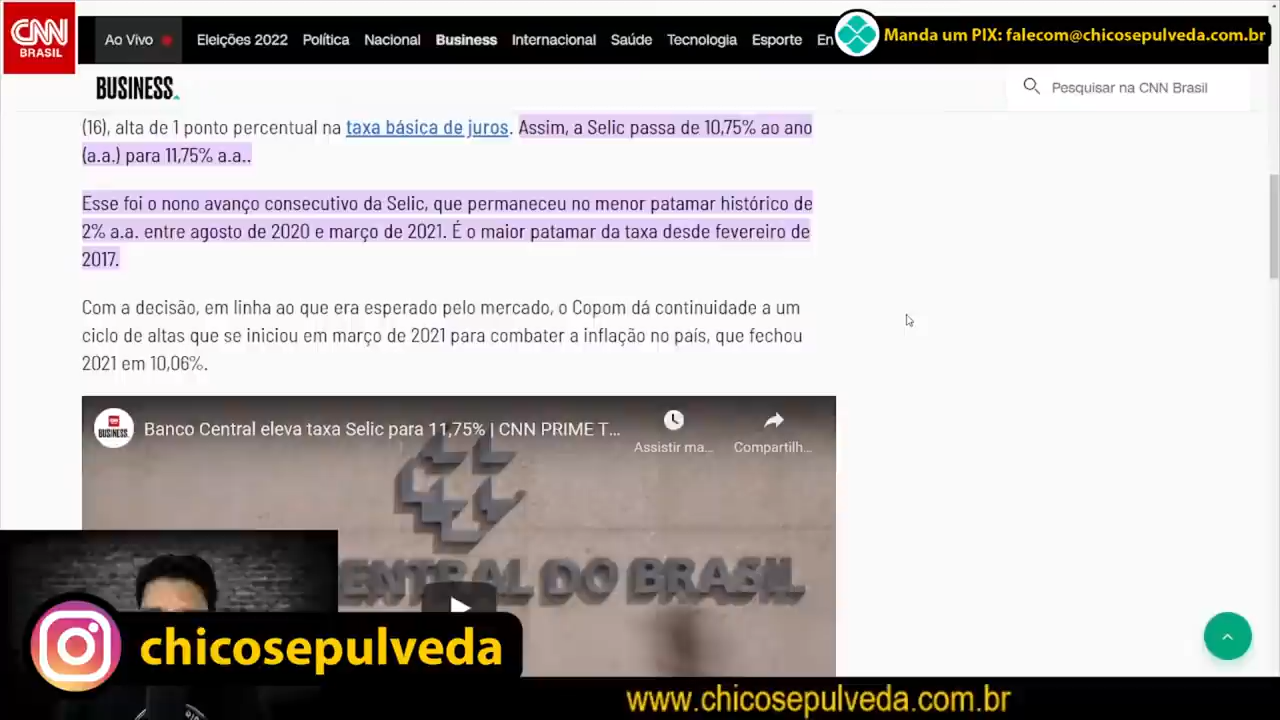 CNN
BRASIL
Ao Vivo
Eleições 2022
Política
Nacional
Business
Internacional
Saúde
Tecnologia
Esporte
En
Manda um PIX: falecom@chicosepulveda.com.br
BUSINESS
Pesquisar na CNN Brasil
(16), alta de 1 ponto percentual na taxa básica de juros. Assim, a Selic passa de 10,75% ao ano
(a.a.) para 11,75% a.a..
Esse foi o nono avanço consecutivo da Selic, que permaneceu no menor patamar histórico de
2% a.a. entre agosto de 2020 e março de 2021. É o maior patamar da taxa desde fevereiro de
2017.
Com a decisão, em linha ao que era esperado pelo mercado, o Copom dá continuidade a um
ciclo de altas que se iniciou em março de 2021 para combater a inflação no país, que fechou
2021 em 10,06%.
BUSINESS
Banco Central eleva taxa Selic para 11,75% | CNN PRIME T...
Assistir ma...
Compartilh...
ENTRAL DO BRASIL
chicosepulveda
www.chicosepulveda.com.br